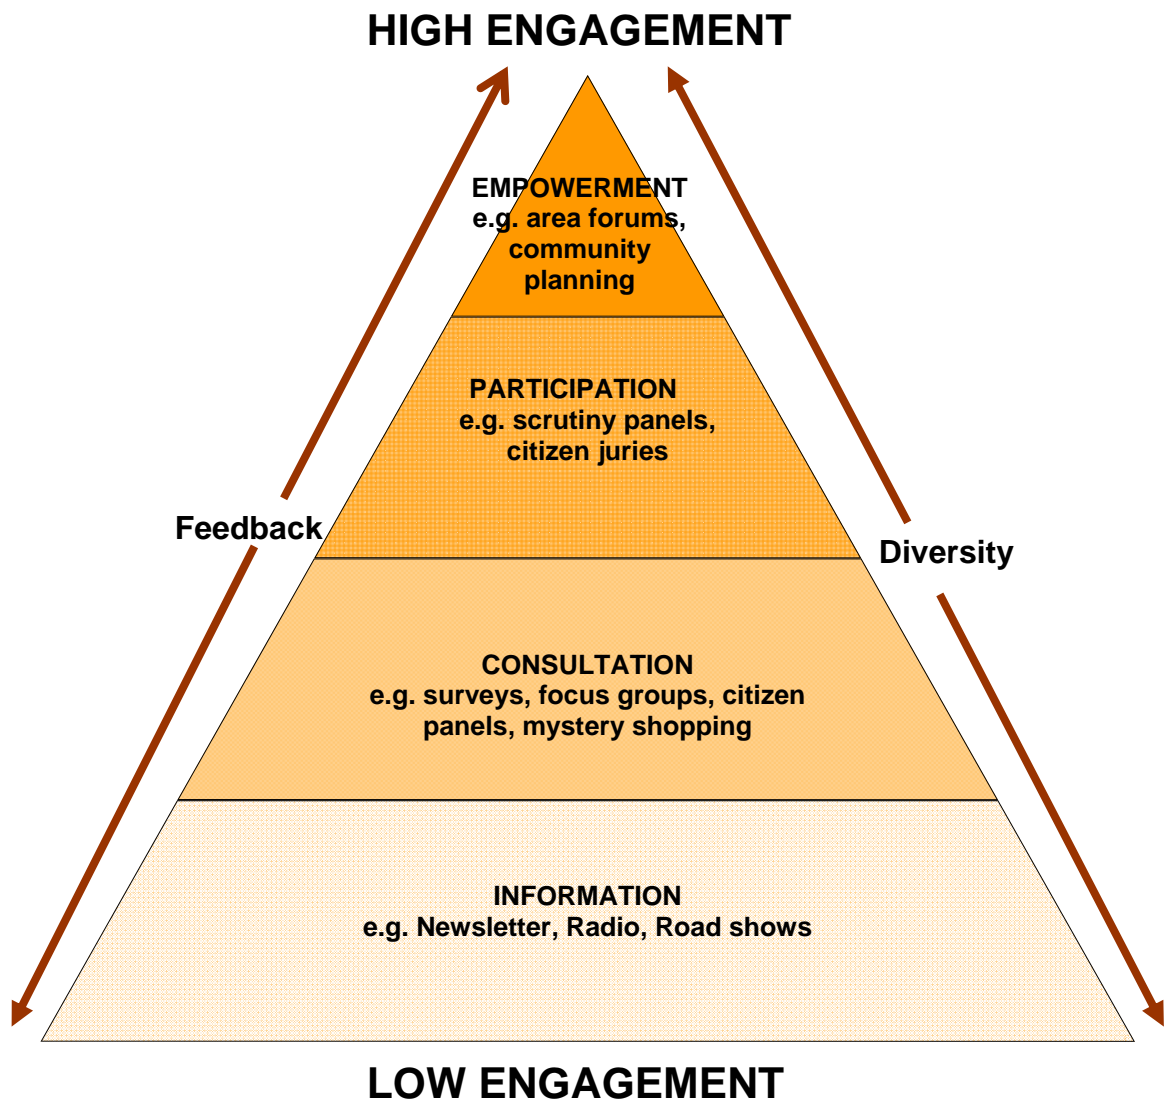 HIGH ENGAGEMENT
EMPOWERMENT
e.g. area forums,
community
planning
PARTICIPATION
e.g. scrutiny panels,
citizen juries
Feedback
Diversity
CONSULTATION
e.g. surveys, focus groups, citizen
panels, mystery shopping
INFORMATION
e.g. Newsletter, Radio, Road shows
LOW ENGAGEMENT